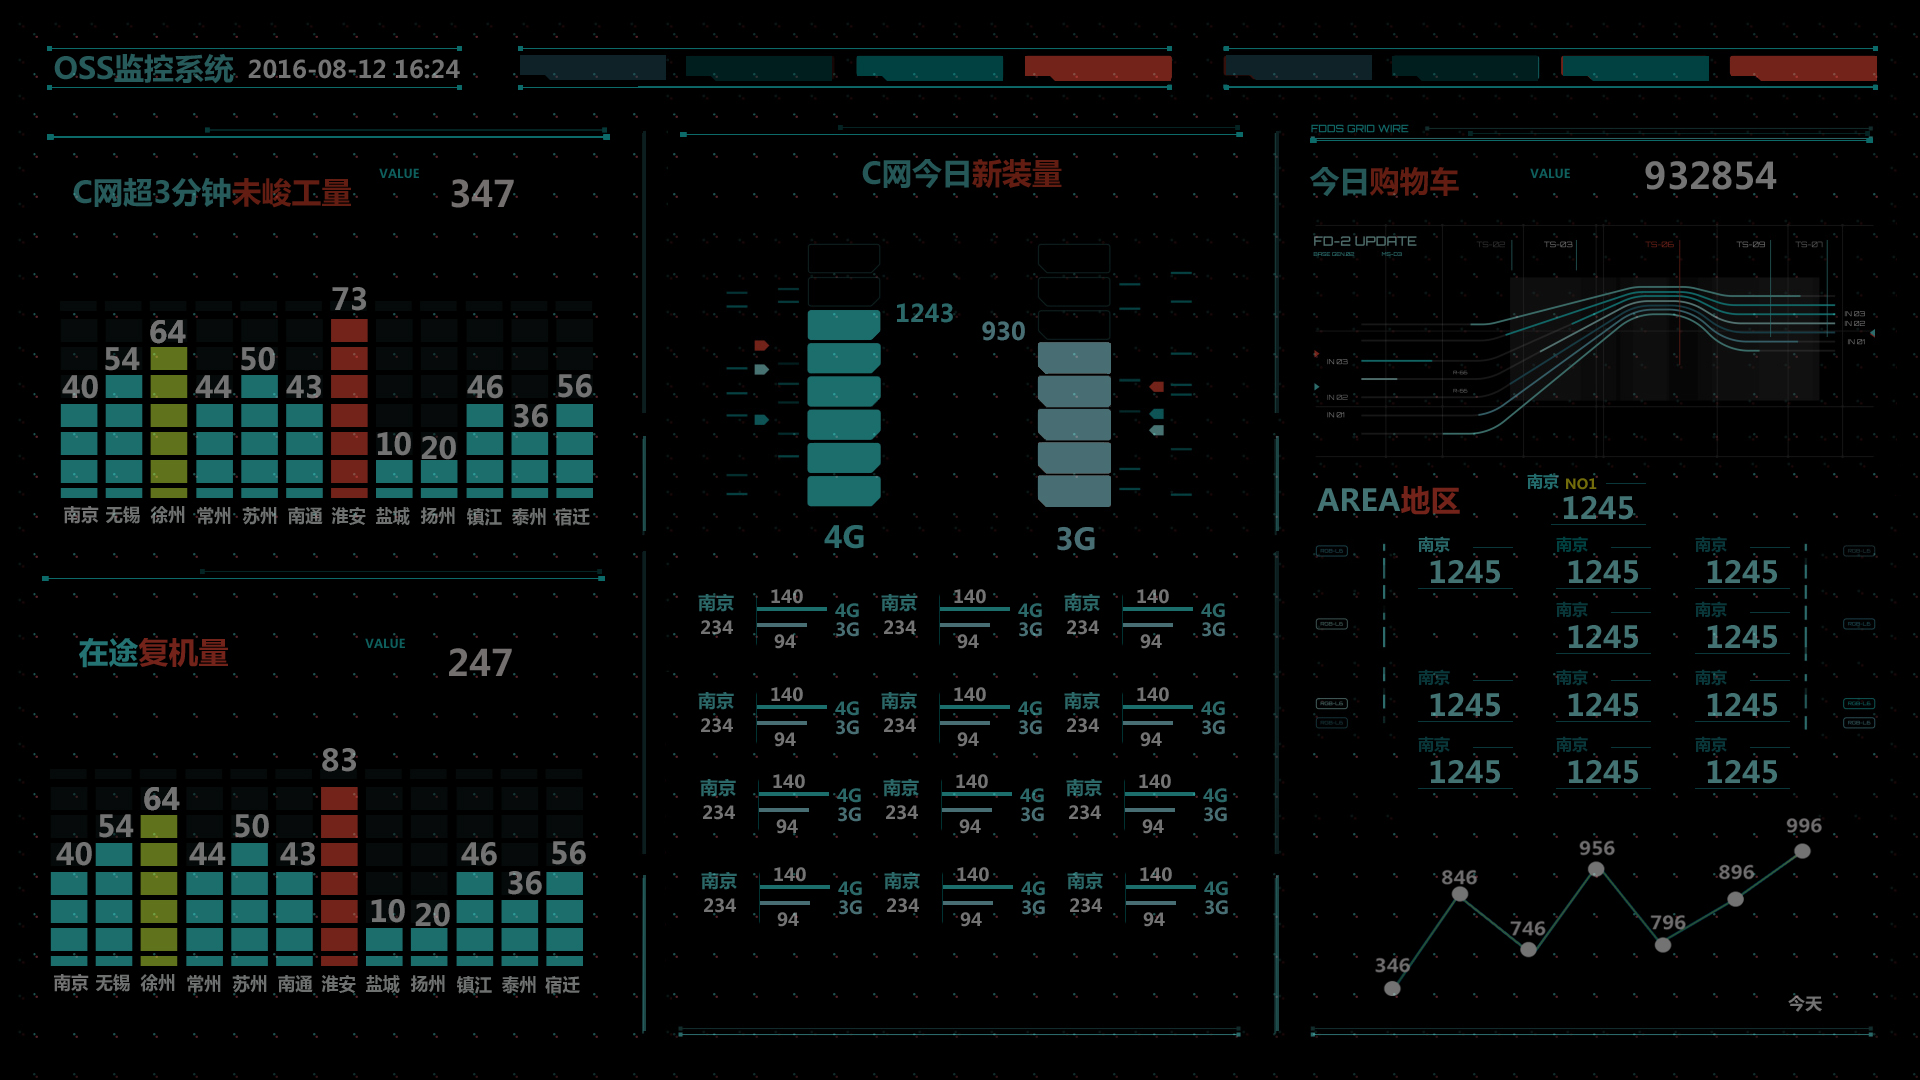 OSS监控系统 2016-08-12 16:24
C网超3分钟未峻工量
VALUE
347
40 54 64 44 50 43 73 10 20 46 36 56
南京 无锡 徐州 常州 苏州 南通 淮安 盐城 扬州 镇江 泰州 宿迁
在途复机量
VALUE
247
40 54 64 44 50 43 83 10 20 46 36 56
南京 无锡 徐州 常州 苏州 南通 淮安 盐城 扬州 镇江 泰州 宿迁
C网今日新装量
1243
930
4G 3G
南京 140 4G 南京 140 4G 南京 140 4G
234 94 3G 234 94 3G 234 94 3G
南京 140 4G 南京 140 4G 南京 140 4G
234 94 3G 234 94 3G 234 94 3G
南京 140 4G 南京 140 4G 南京 140 4G
234 94 3G 234 94 3G 234 94 3G
南京 140 4G 南京 140 4G 南京 140 4G
234 94 3G 234 94 3G 234 94 3G
FDDS GRID WIRE
今日购物车
VALUE
932854
FD-2 UPDATE
TS-02 TS-03 TS-06 TS-09 TS-07
IN 03
IN 02
IN 01
IN 03
IN 02
IN 01
AREA地区
南京 NO1
1245
南京 南京 南京
1245 1245 1245
南京 南京
1245 1245
南京 南京 南京
1245 1245 1245
南京 南京 南京
1245 1245 1245
346 846 746 956 796 896 996
今天